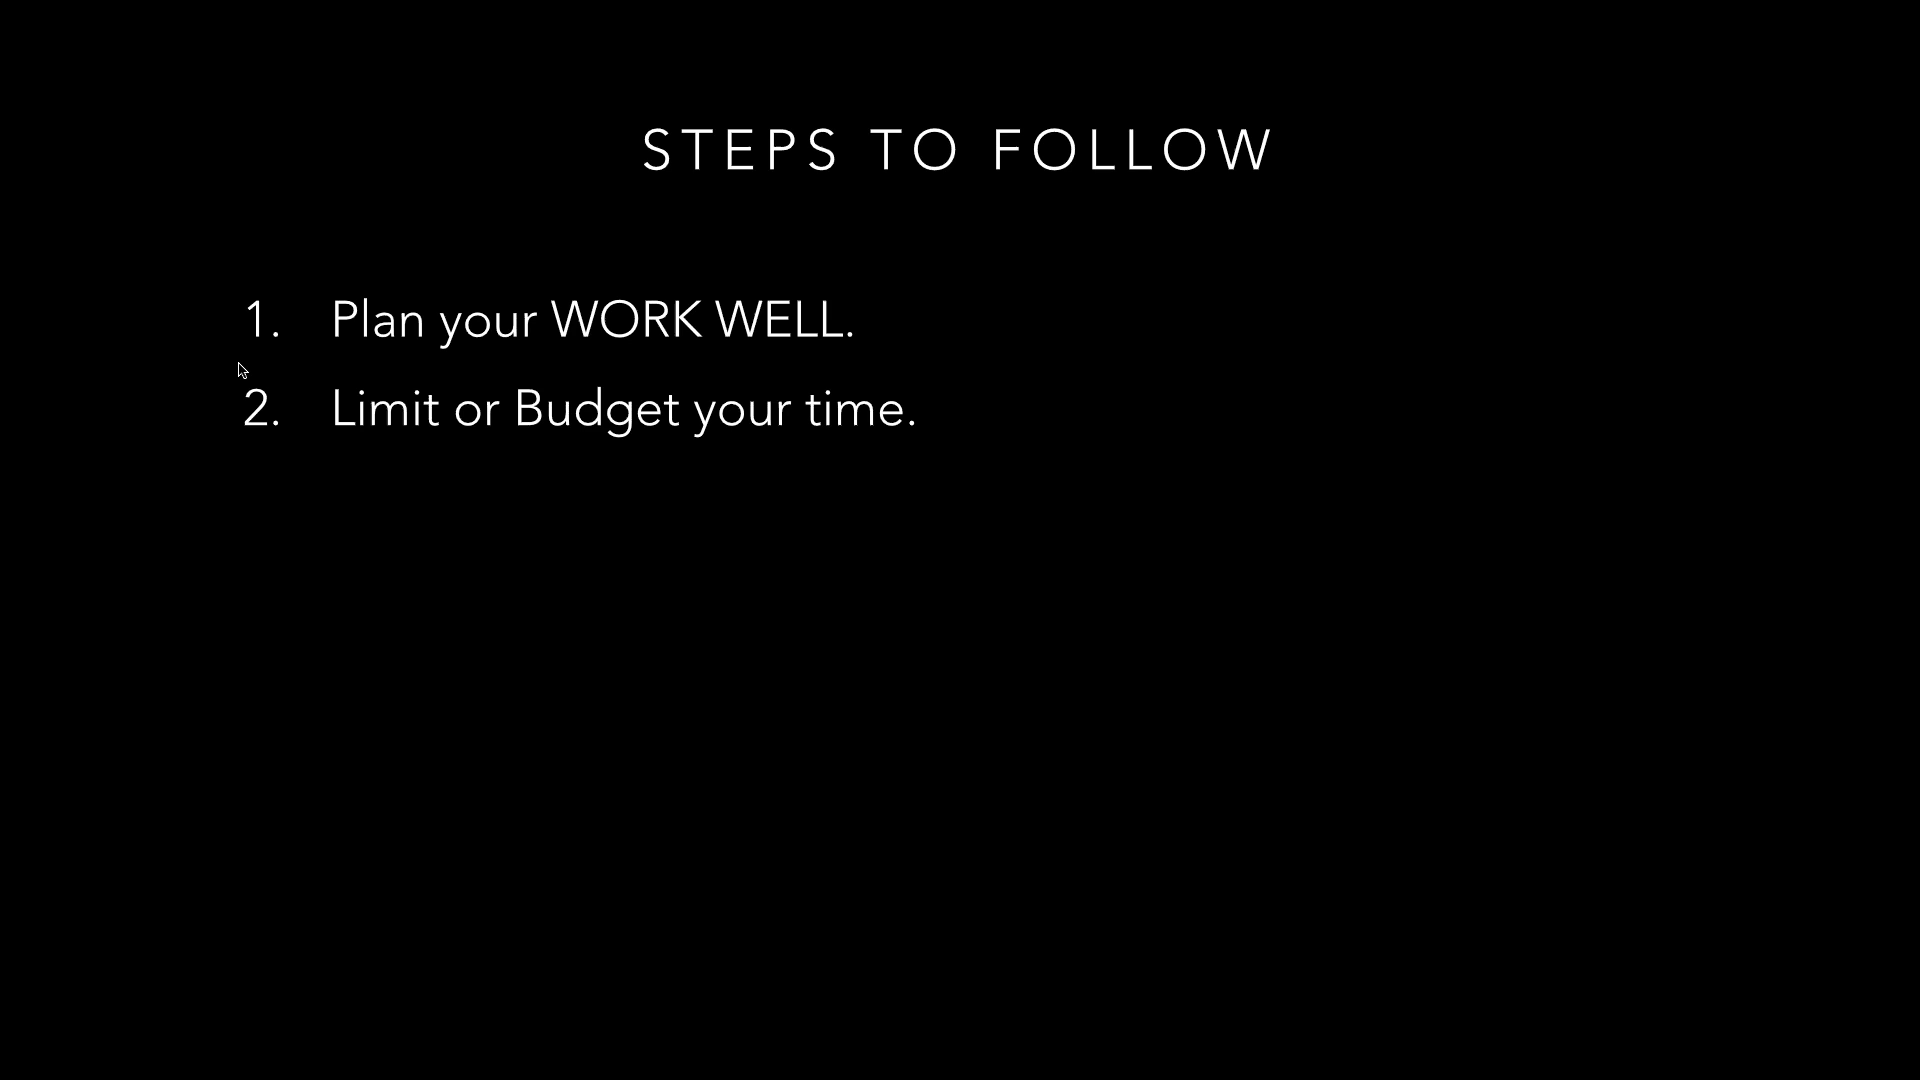 STEPS TO FOLLOW
1. Plan your WORK WELL.
2. Limit or Budget your time.